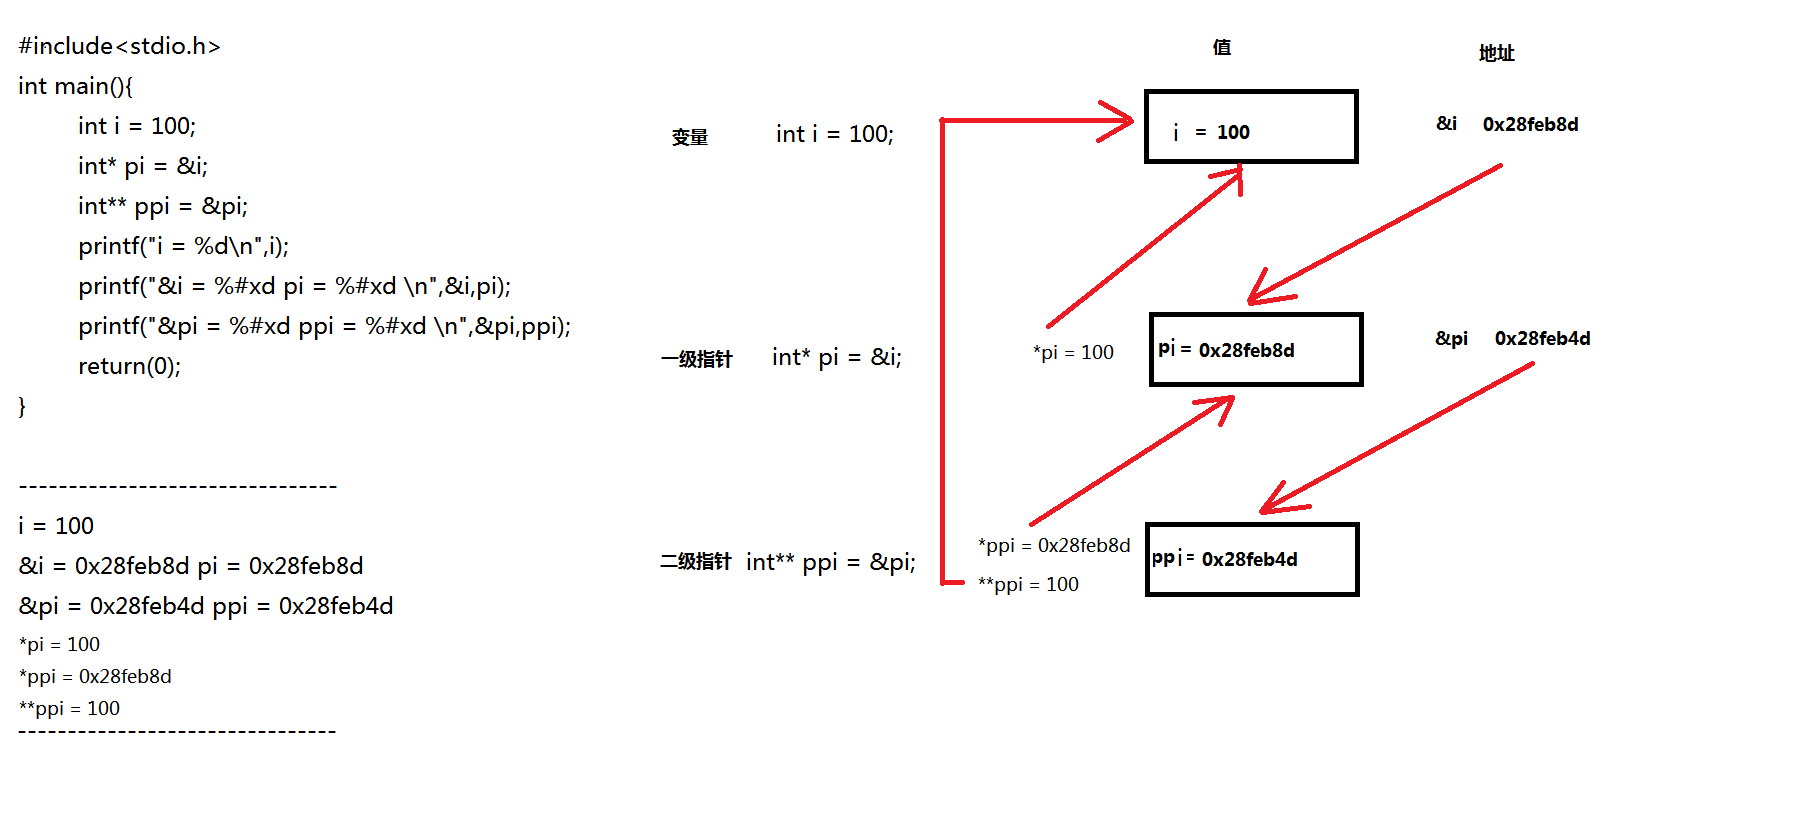 #include<stdio.h>
int main(){
int i = 100;
int* pi = &i;
int** ppi = &pi;
printf("i = %d\n",i);
printf("&i = %#xd pi = %#xd \n",&i,pi);
printf("&pi = %#xd ppi = %#xd \n",&pi,ppi);
return(0);
}
--------------------------------
i = 100
&i = 0x28feb8d pi = 0x28feb8d
&pi = 0x28feb4d ppi = 0x28feb4d
*pi = 100
*ppi = 0x28feb8d
**ppi = 100
--------------------------------
值 地址
变量 int i = 100; i = 100 &i 0x28feb8d
一级指针 int* pi = &i; *pi = 100 pi = 0x28feb8d &pi 0x28feb4d
二级指针 int** ppi = &pi; *ppi = 0x28feb8d ppi = 0x28feb4d
**ppi = 100